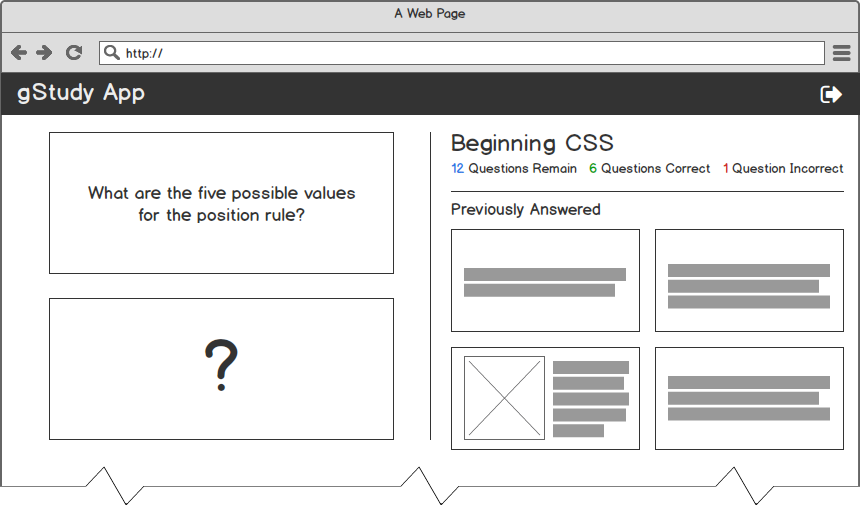 A Web Page
http://
gStudy App
What are the five possible values
for the position rule?
?
Beginning CSS
12 Questions Remain 6 Questions Correct 1 Question Incorrect
Previously Answered